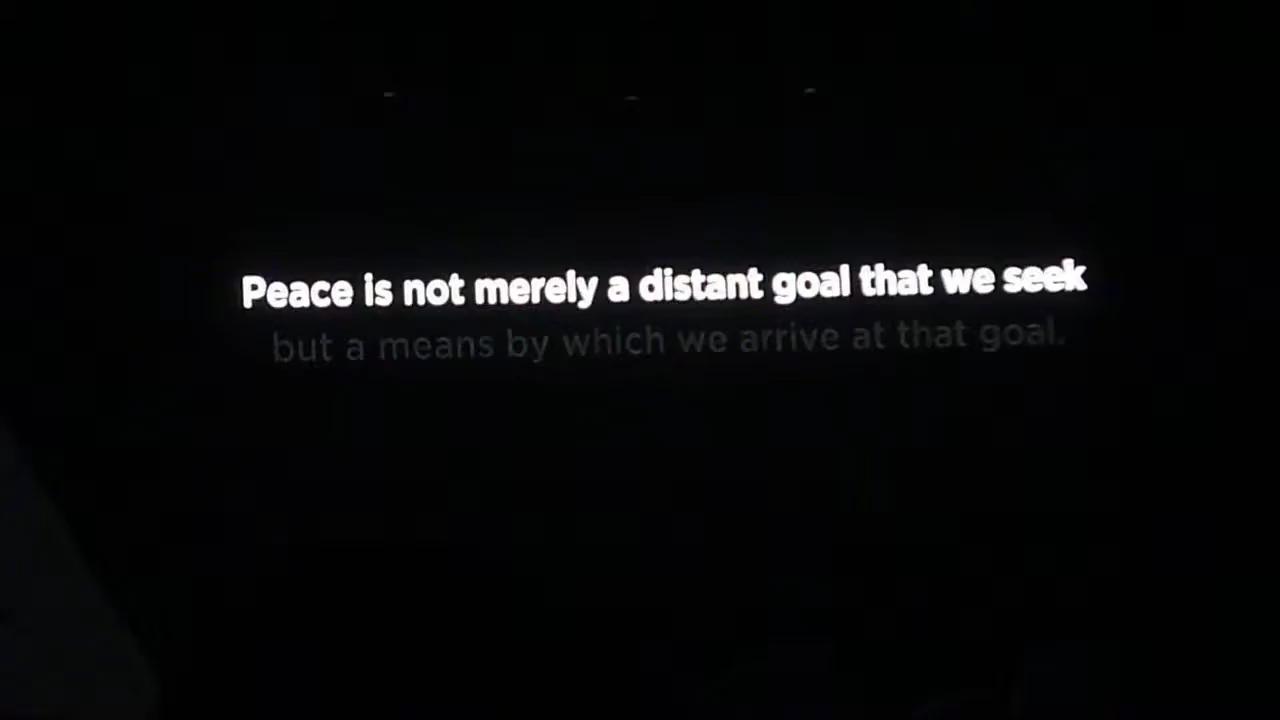 Peace is not merely a distant goal that we seek
but a means by which we arrive at that goal.